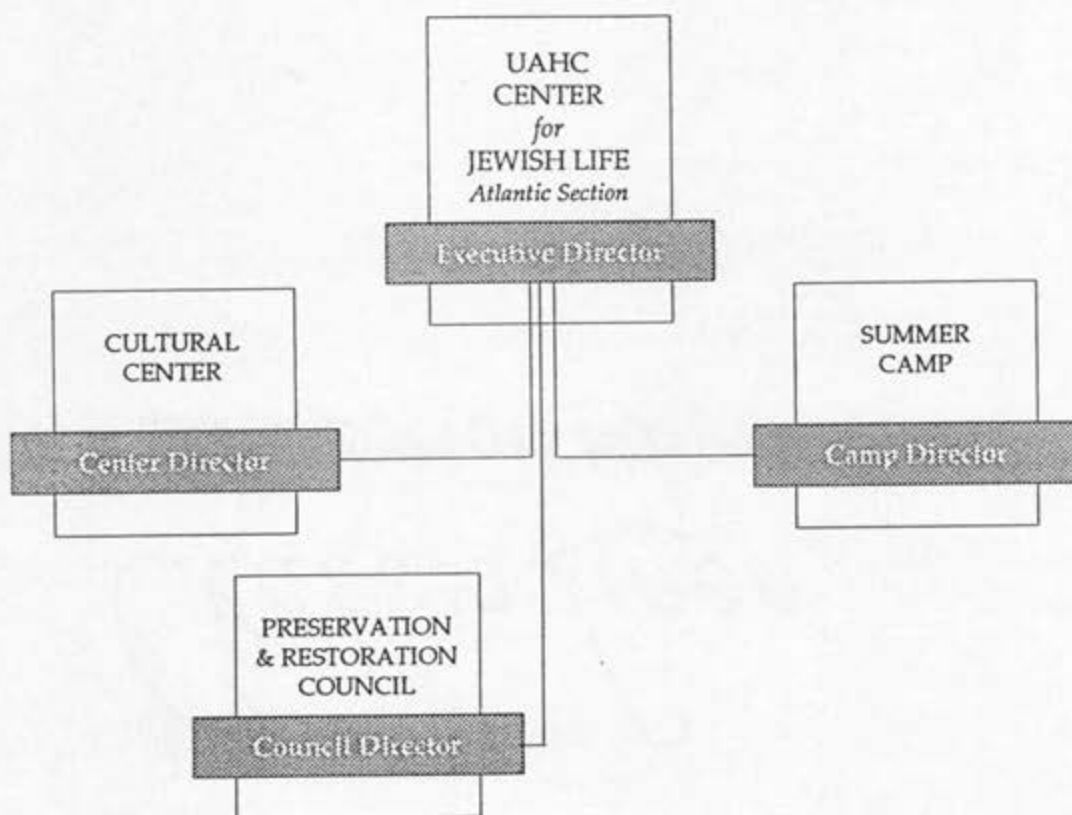 UAHC
CENTER
for
JEWISH LIFE
Atlantic Section
Executive Director
CULTURAL
CENTER
Center Director
SUMMER
CAMP
Camp Director
PRESERVATION
& RESTORATION
COUNCIL
Council Director